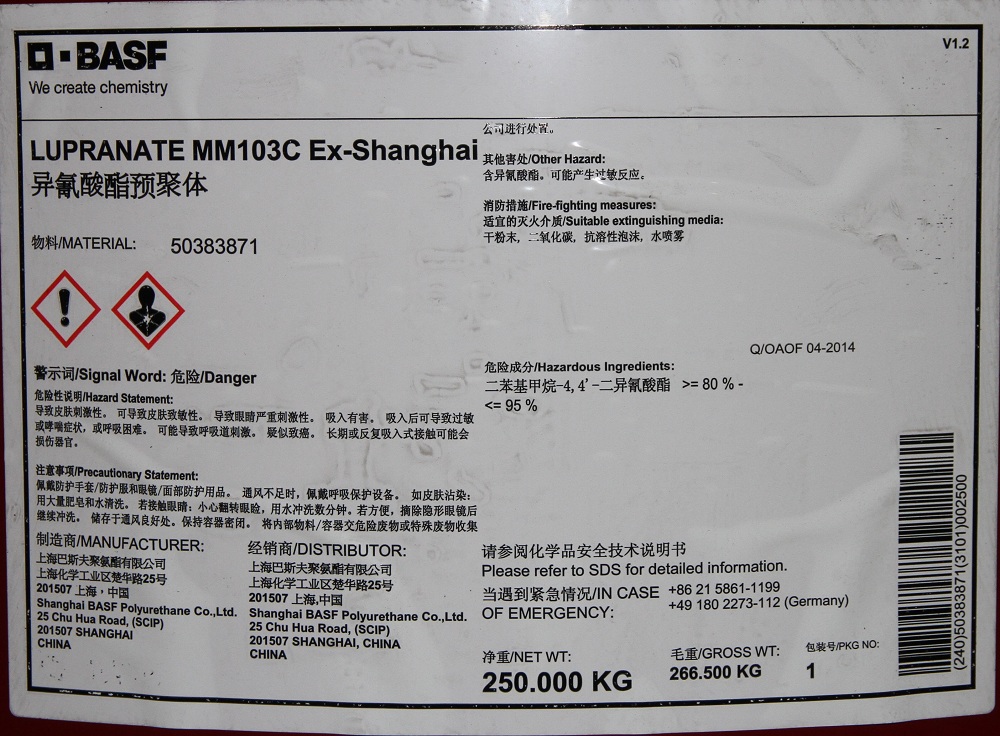 BASF
We create chemistry
V1.2
LUPRANATE MM103C Ex-Shanghai
异氰酸酯预聚体
物料/MATERIAL: 50383871
警示词/Signal Word: 危险/Danger
危险性说明/Hazard Statement:
导致皮肤刺激性。 可导致皮肤致敏性。 导致眼睛严重刺激性。 吸入有害。 吸入后可导致过敏
或哮喘症状, 或呼吸困难。 可能导致呼吸道刺激。 疑似致癌。 长期或反复吸入式接触可能会
损伤器官。
注意事项/Precautionary Statement:
佩戴防护手套/防护服和眼镜/面部防护用品。 通风不足时, 佩戴呼吸保护设备。 如皮肤沾染:
用大量肥皂和水清洗。 若接触眼睛: 小心翻转眼睑, 用水冲洗数分钟。若方便, 摘除隐形眼镜后
继续冲洗。 储存于通风良好处。保持容器密闭。 将内部物料/容器交危险废物或特殊废物收集
公司进行处置。
其他害处/Other Hazard:
含异氰酸酯。可能产生过敏反应。
消防措施/Fire-fighting measures:
适宜的灭火介质/Suitable extinguishing media:
干粉末, 二氧化碳, 抗溶性泡沫, 水喷雾
Q/OAOF 04-2014
危险成分/Hazardous Ingredients:
二苯基甲烷-4,4'-二异氰酸酯 >= 80 % -
<= 95 %
制造商/MANUFACTURER:
上海巴斯夫聚氨酯有限公司
上海化学工业区楚华路25号
201507 上海,中国
Shanghai BASF Polyurethane Co.,Ltd.
25 Chu Hua Road, (SCIP)
201507 SHANGHAI
CHINA
经销商/DISTRIBUTOR:
上海巴斯夫聚氨酯有限公司
上海化学工业区楚华路25号
201507 上海,中国
Shanghai BASF Polyurethane Co.,Ltd.
25 Chu Hua Road, (SCIP)
201507 SHANGHAI, CHINA
CHINA
请参阅化学品安全技术说明书
Please refer to SDS for detailed information.
当遇到紧急情况/IN CASE
OF EMERGENCY:
+86 21 5861-1199
+49 180 2273-112 (Germany)
净重/NET WT:
250.000 KG
毛重/GROSS WT:
266.500 KG
包装号/PKG NO:
1
(240)50383871(3101)002500